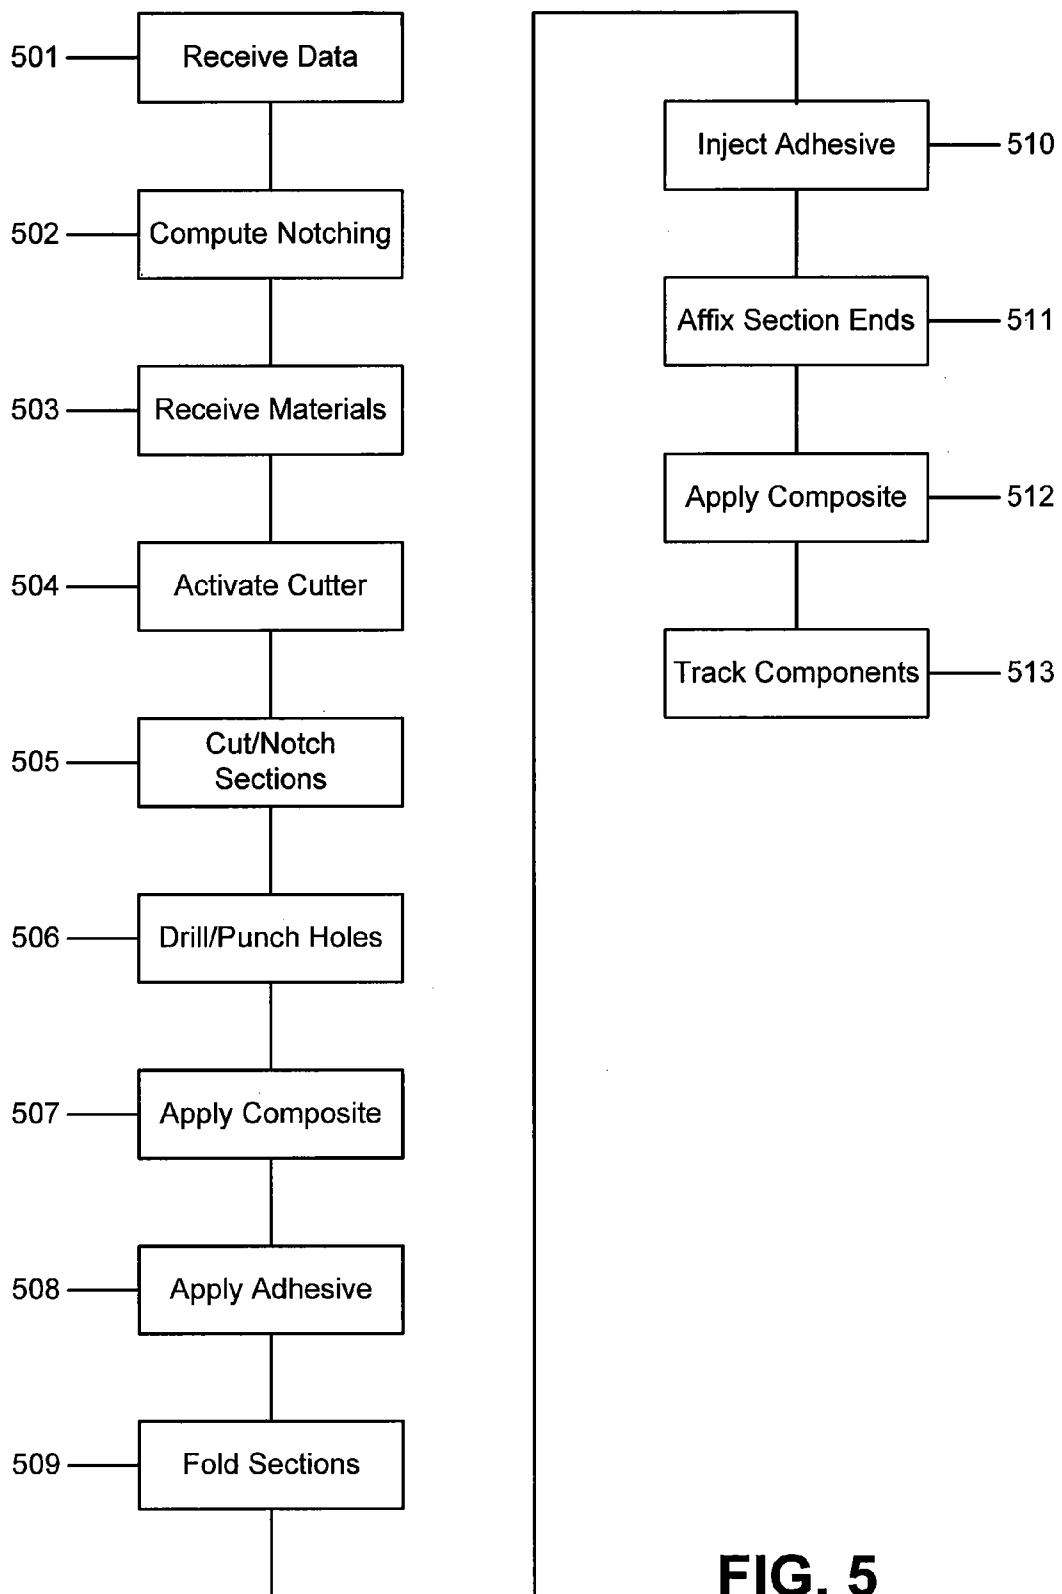 501 Receive Data
502 Compute Notching
503 Receive Materials
504 Activate Cutter
505 Cut/Notch
Sections
506 Drill/Punch Holes
507 Apply Composite
508 Apply Adhesive
509 Fold Sections
Inject Adhesive 510
Affix Section Ends 511
Apply Composite 512
Track Components 513
FIG. 5